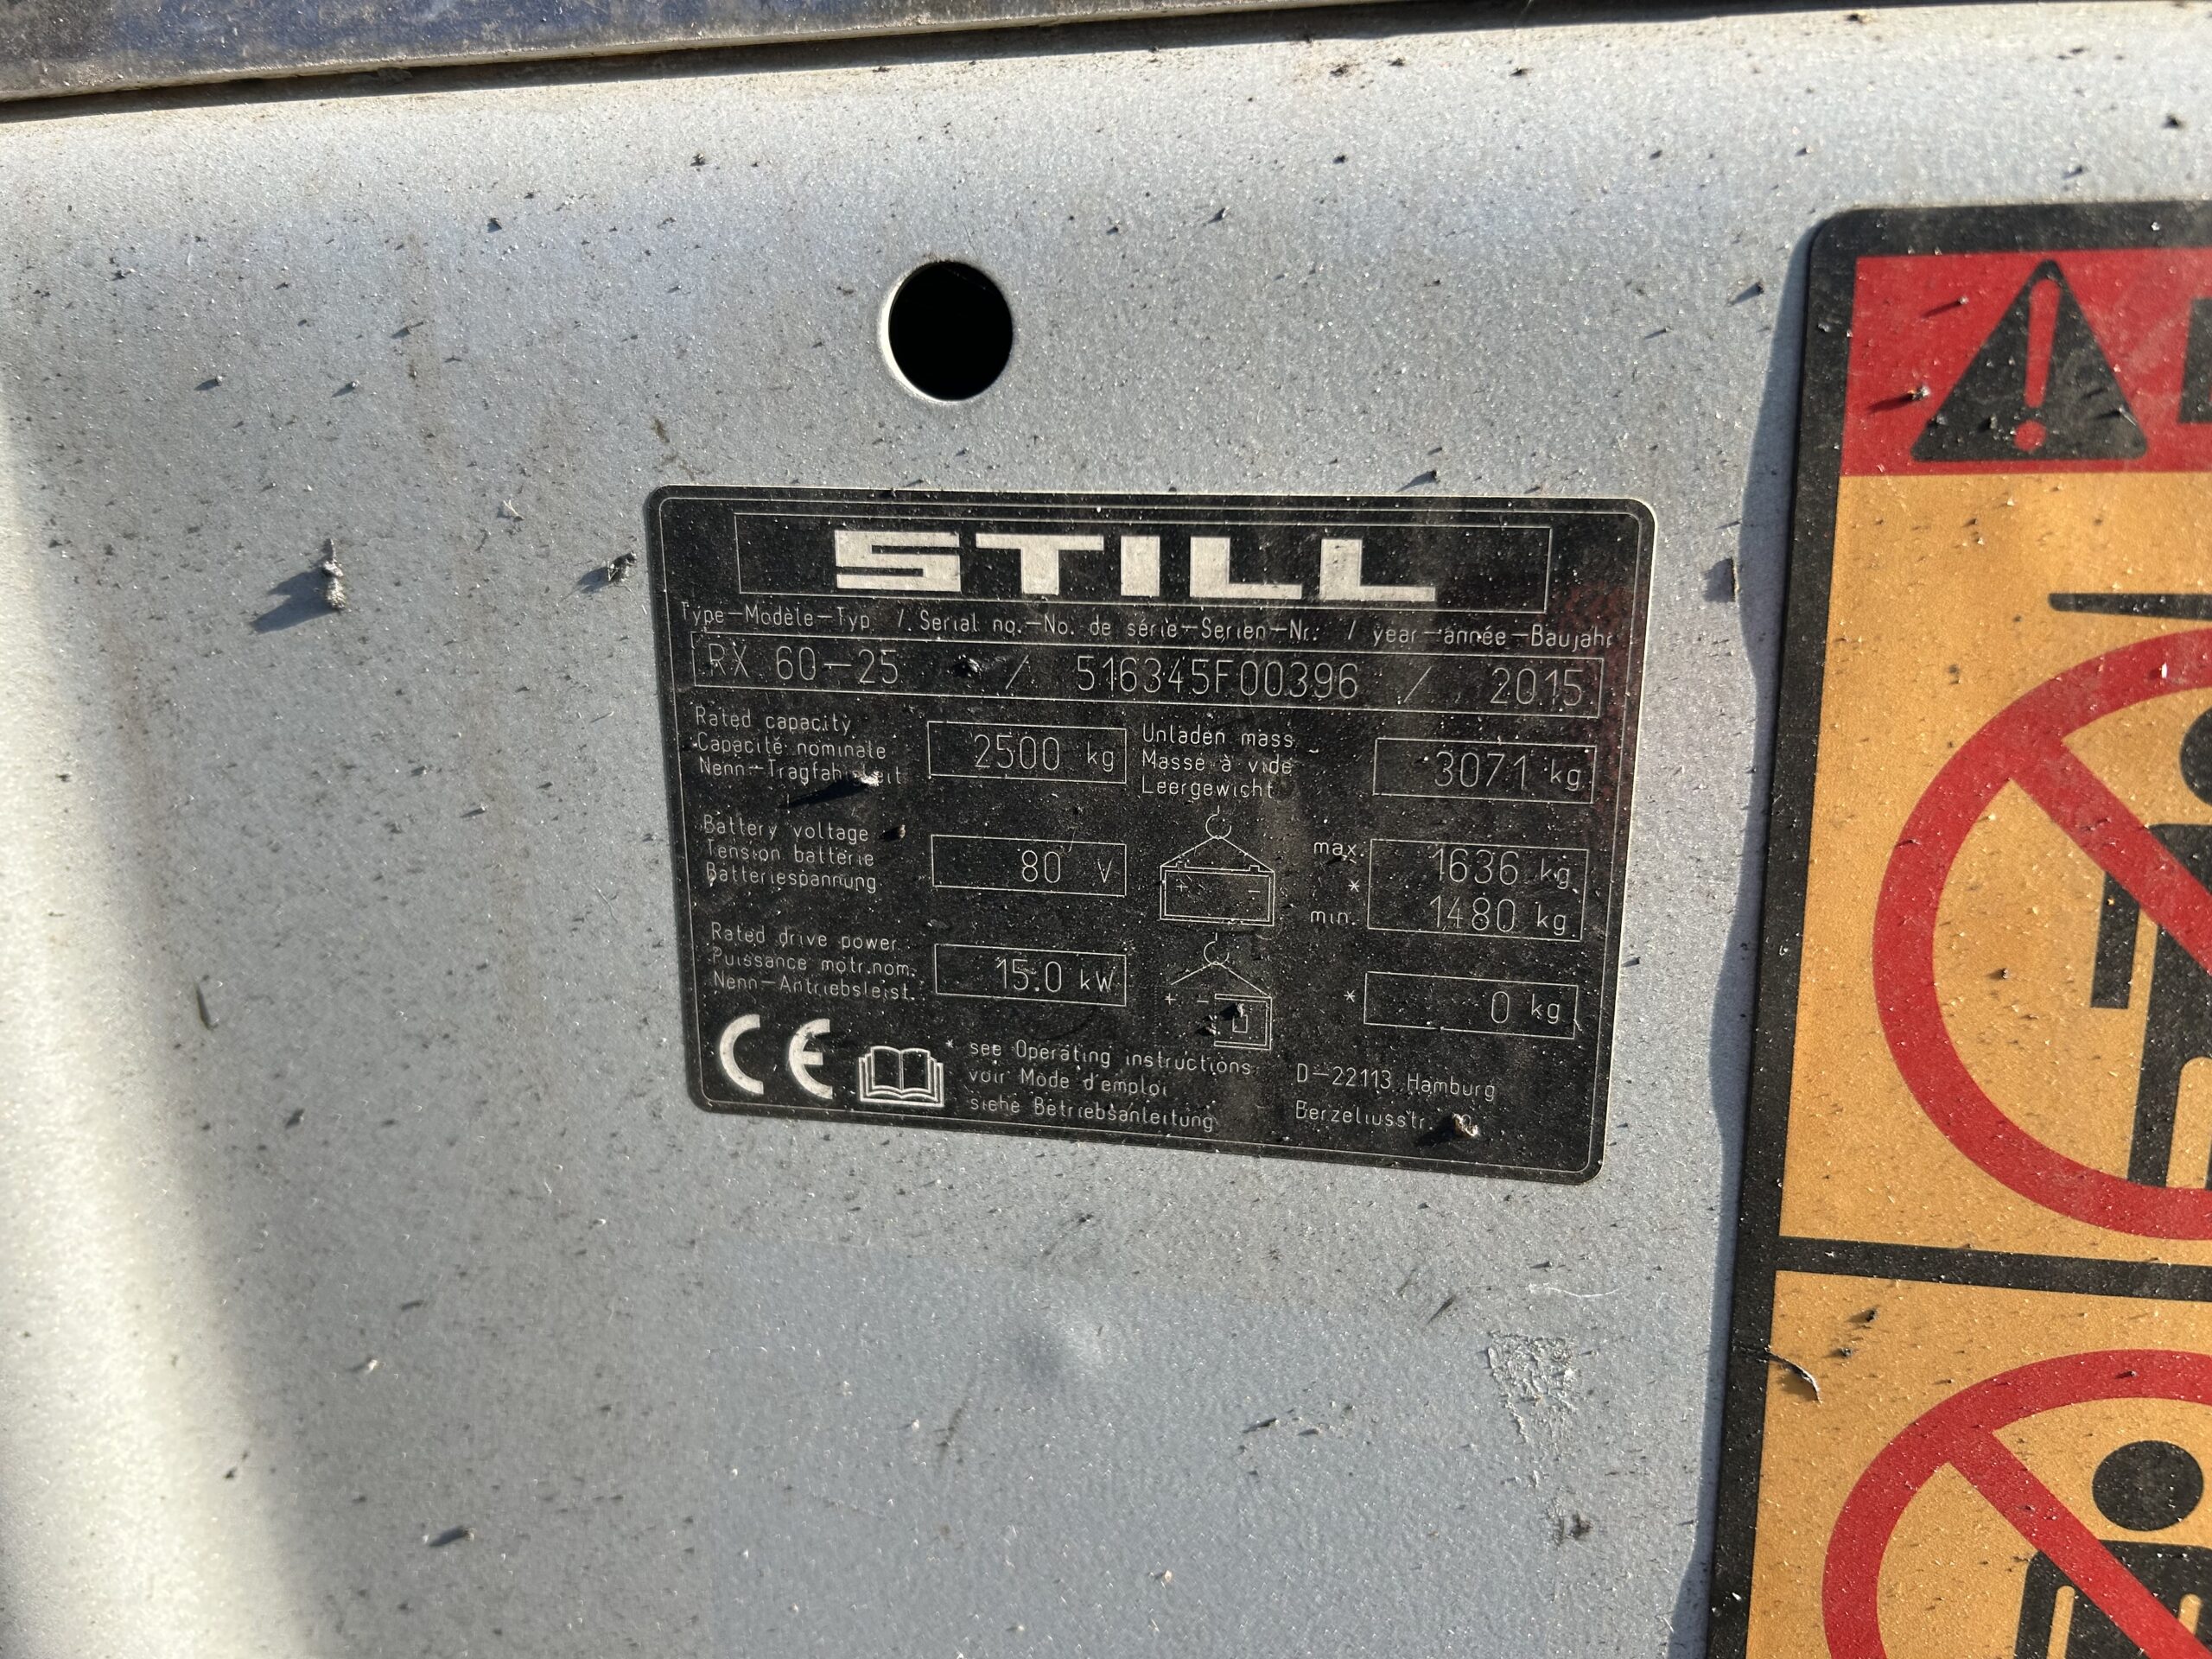 STILL
Type-Modèle-Typ / Serial no.-No. de série-Serien-Nr. / year-année-Baujahr
RX 60-25 / 516345F00396 / 2015
Rated capacity
Capacité nominale
Nenn-Tragfähigkeit
2500 kg
Unladen mass
Masse à vide
Leergewicht
3071 kg
Battery voltage
Tension batterie
Batteriespannung
80 V
+ -
max. 1636 kg
*
min. 1480 kg
Rated drive power
Puissance motr.nom.
Nenn-Antriebsleist.
15.0 kW
+ -
* 0 kg
CE
* see Operating instructions
voir Mode d'emploi
siehe Betriebsanleitung
D-22113 Hamburg
Berzeliusstr.